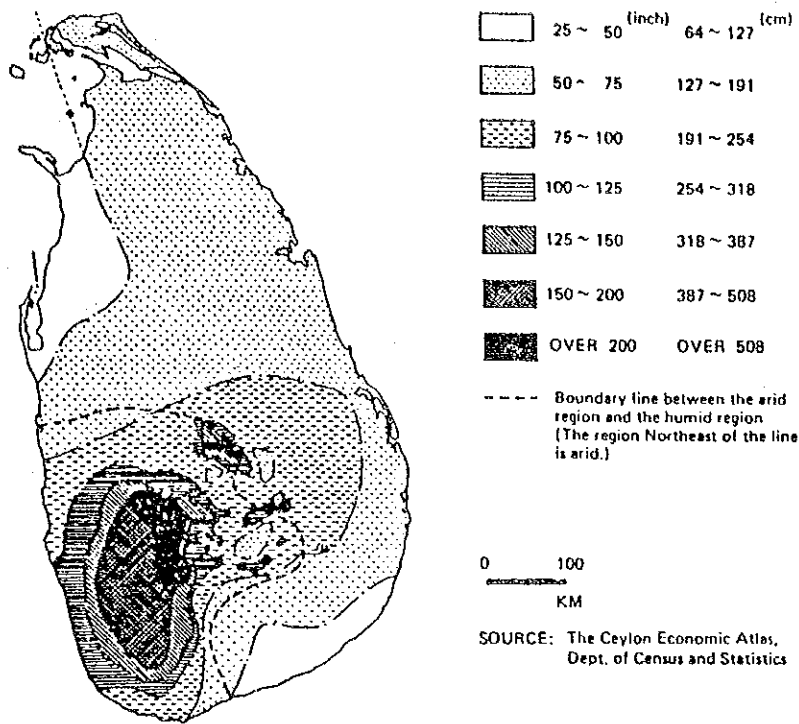 (inch) (cm)
25 ~ 50 64 ~ 127
50 ~ 75 127 ~ 191
75 ~ 100 191 ~ 254
100 ~ 125 254 ~ 318
125 ~ 150 318 ~ 387
150 ~ 200 387 ~ 508
OVER 200 OVER 508
Boundary line between the arid
region and the humid region
(The region Northeast of the line
is arid.)
0 100
KM
SOURCE: The Ceylon Economic Atlas,
Dept. of Census and Statistics